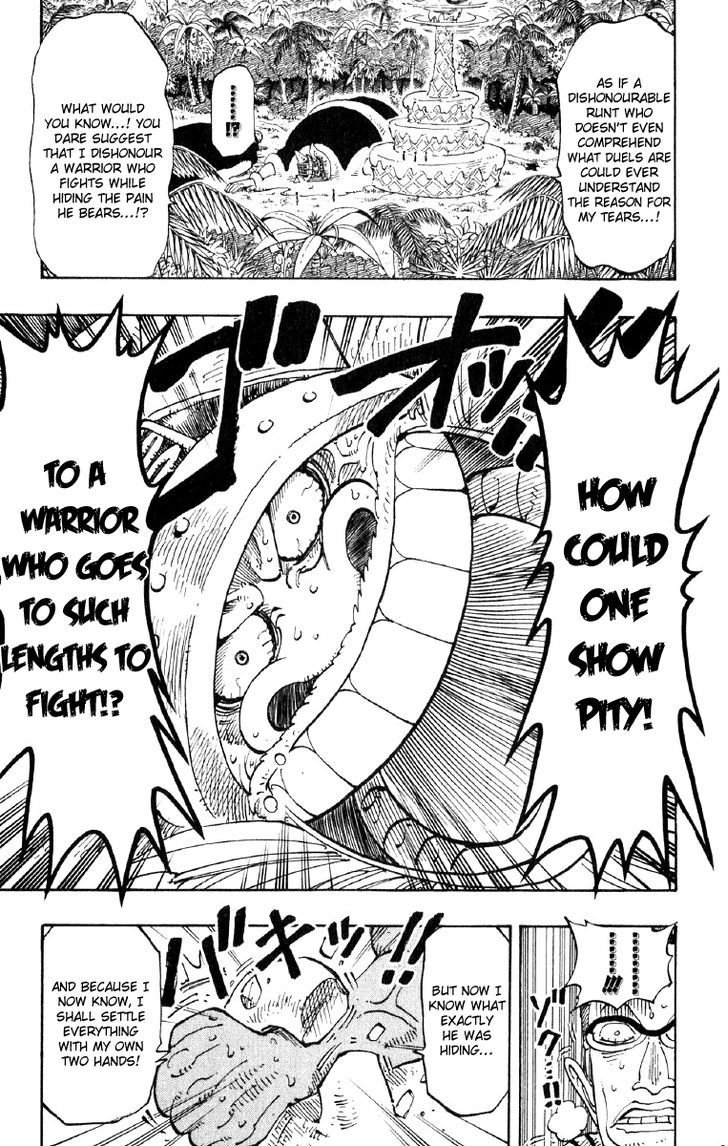 AS IF A
DISHONOURABLE
RUNT WHO
DOESN'T EVEN
COMPREHEND
WHAT DUELS ARE
COULD EVER
UNDERSTAND
THE REASON FOR
MY TEARS...!
......
!?
WHAT WOULD
YOU KNOW...! YOU
DARE SUGGEST
THAT I DISHONOUR
A WARRIOR WHO
FIGHTS WHILE
HIDING THE PAIN
HE BEARS...!?
HOW
COULD
ONE
SHOW
PITY!
TO A
WARRIOR
WHO GOES
TO SUCH
LENGTHS TO
FIGHT!?
ゾク…!!
BUT NOW I
KNOW WHAT
EXACTLY
HE WAS
HIDING...
バキッ!!
AND BECAUSE I
NOW KNOW, I
SHALL SETTLE
EVERYTHING
WITH MY OWN
TWO HANDS!